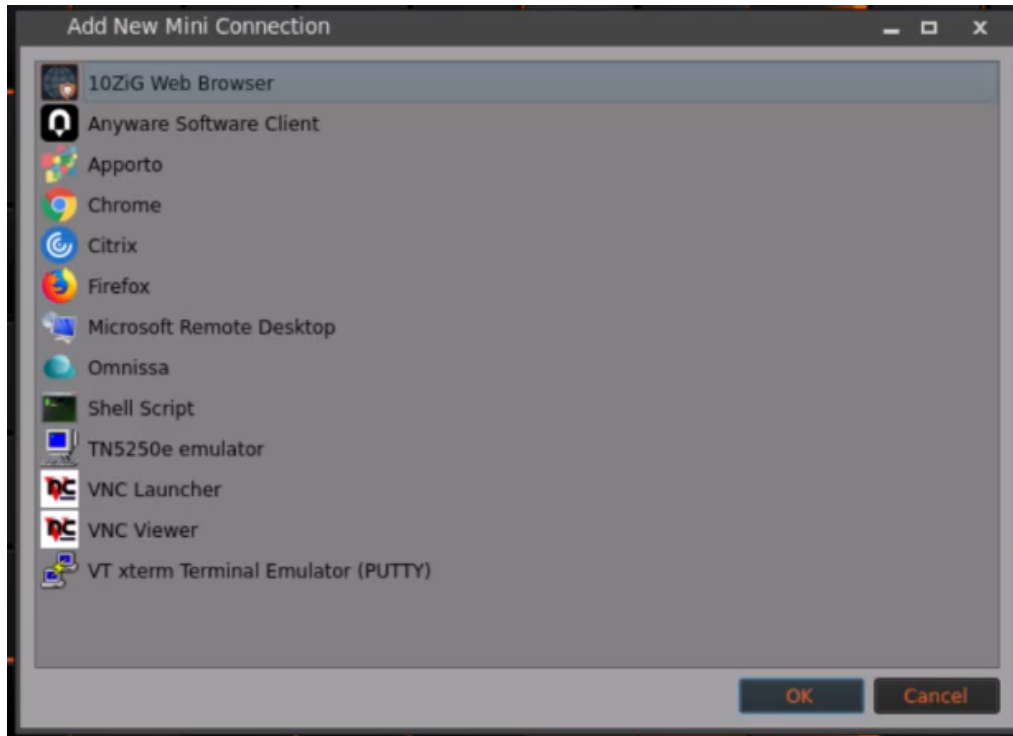 Add New Mini Connection
10ZiG Web Browser
Anyware Software Client
Apporto
Chrome
Citrix
Firefox
Microsoft Remote Desktop
Omnissa
Shell Script
TN5250e emulator
VNC Launcher
VNC Viewer
VT xterm Terminal Emulator (PUTTY)
OK Cancel